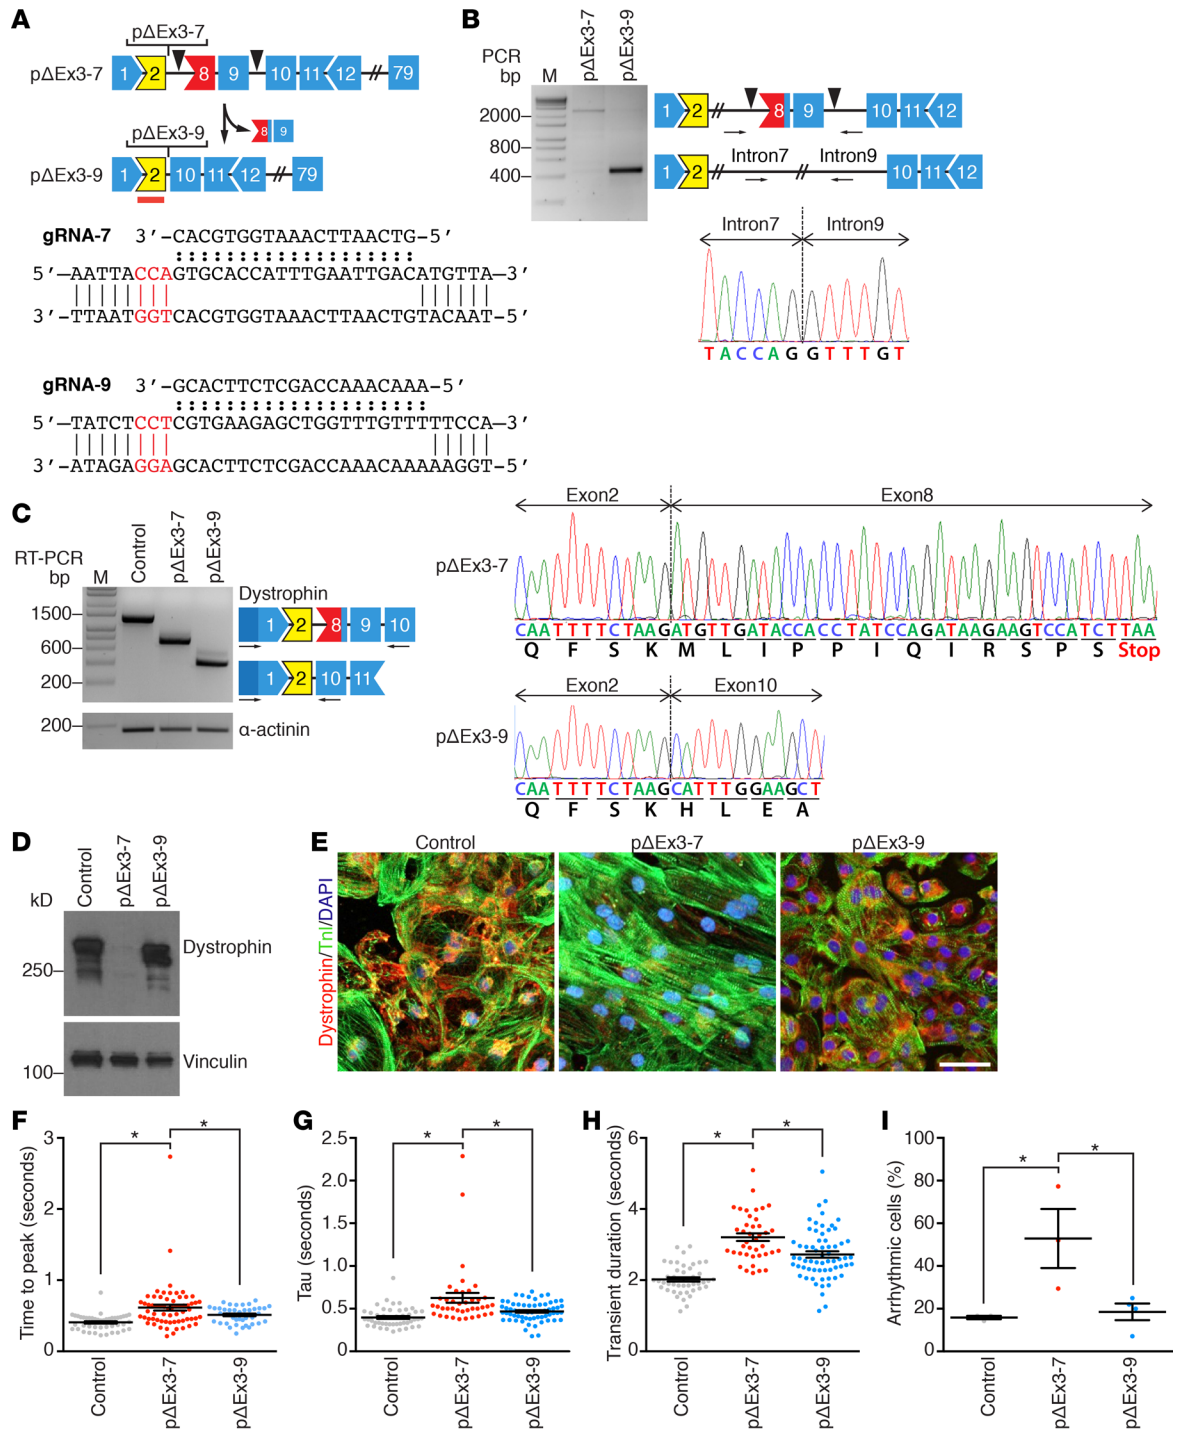 A
pΔEx3-7
pΔEx3-7
1 2 8 9 10 11 12 // 79
8 9
pΔEx3-9
pΔEx3-9
1 2 10 11 12 // 79
gRNA-7 3′-CACGTGGTAAACTTAACTG-5′
5′—AATTACCAGTGCACCATTTGAATTGACATGTTA—3′
3′-TTAATGGTCACGTGGTAAACTTAACTGTACAAT-5′
gRNA-9 3′-GCACTTCTCGACCAAACAAA-5′
5′—TATCTCCTCGTGAAGAGCTGGTTTGTTTTTCCA—3′
3′-ATAGAGGAGCACTTCTCGACCAAACAAAAAGGT-5′
B
PCR
bp
M
pΔEx3-7
pΔEx3-9
2000
800
400
1 2 // 8 9 10 11 12
Intron7 Intron9
1 2 // // 10 11 12
Intron7 Intron9
TACCAGGTTTGT
C
RT-PCR
bp
M
Control
pΔEx3-7
pΔEx3-9
1500
600
200
200
Dystrophin
1 2 8 9 10
1 2 10 11
α-actinin
Exon2 Exon8
pΔEx3-7
CAATTTTCTAAGATGTTGATACCACCTATCCAGATAAGAAGTCCATCTTAA
Q F S K M L I P P I Q I R S P S Stop
Exon2 Exon10
pΔEx3-9
CAATTTTCTAAGCATTTGGAAGCT
Q F S K H L E A
D
kD
Control
pΔEx3-7
pΔEx3-9
250
Dystrophin
100
Vinculin
E
Control pΔEx3-7 pΔEx3-9
Dystrophin/TnI/DAPI
F
Time to peak (seconds)
3
2
1
0
*
*
Control
pΔEx3-7
pΔEx3-9
G
Tau (seconds)
2.5
2.0
1.5
1.0
0.5
0
*
*
Control
pΔEx3-7
pΔEx3-9
H
Transient duration (seconds)
6
4
2
0
*
*
Control
pΔEx3-7
pΔEx3-9
I
Arrhythmic cells (%)
100
80
60
40
20
0
*
*
Control
pΔEx3-7
pΔEx3-9